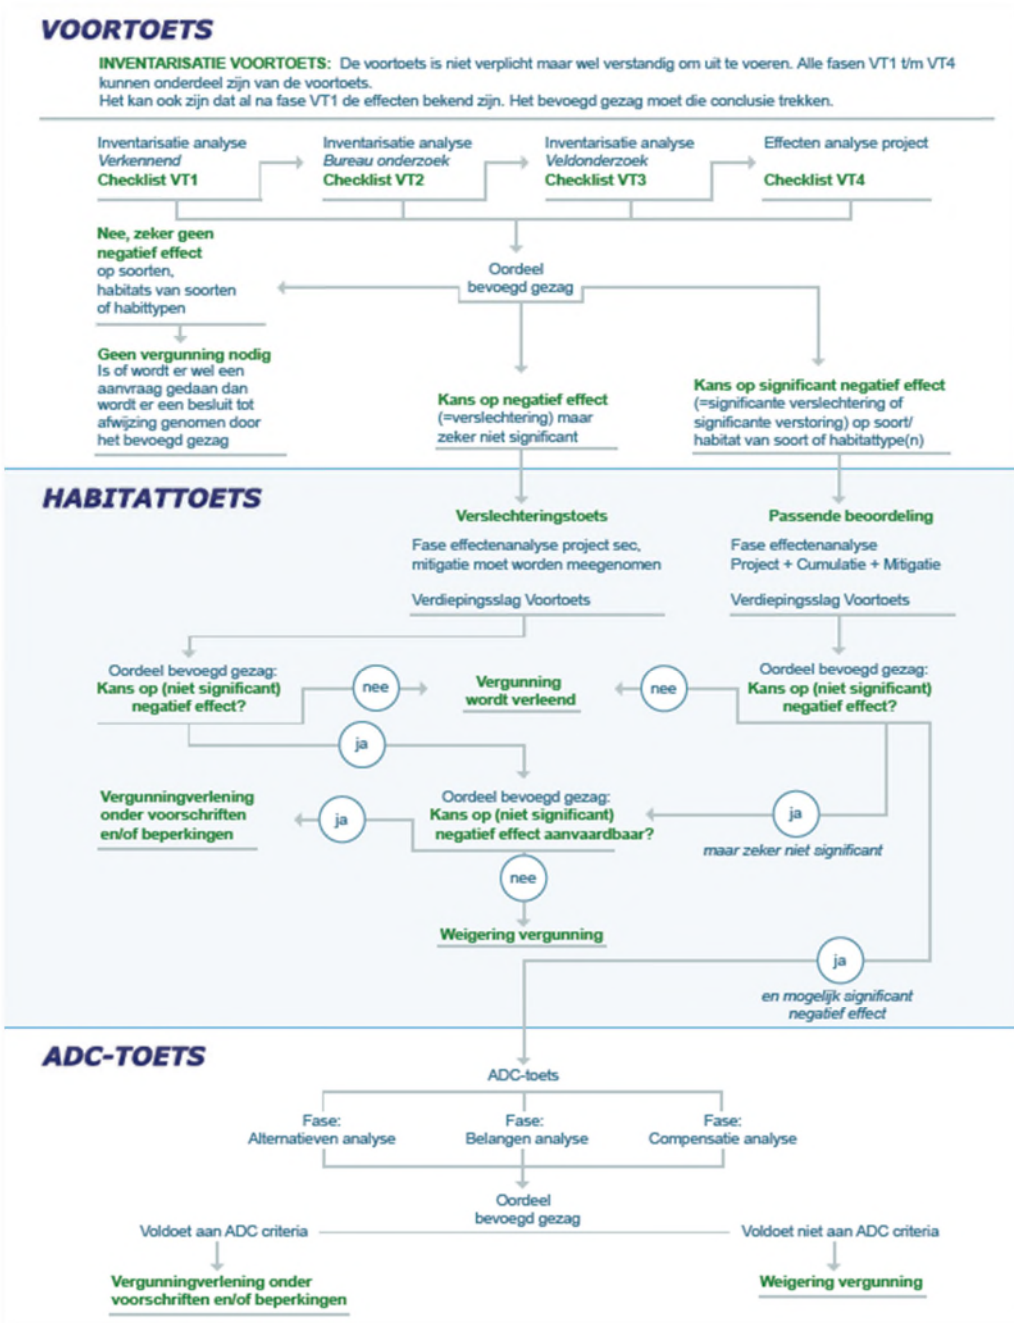 VOORTOETS
INVENTARISATIE VOORTOETS: De voortoets is niet verplicht maar wel verstandig om uit te voeren. Alle fasen VT1 t/m VT4
kunnen onderdeel zijn van de voortoets.
Het kan ook zijn dat al na fase VT1 de effecten bekend zijn. Het bevoegd gezag moet die conclusie trekken.
Inventarisatie analyse
Verkennend
Checklist VT1
Inventarisatie analyse
Bureau onderzoek
Checklist VT2
Inventarisatie analyse
Veldonderzoek
Checklist VT3
Effecten analyse project
Checklist VT4
Nee, zeker geen
negatief effect
op soorten,
habitats van soorten
of habittypen
Oordeel
bevoegd gezag
Geen vergunning nodig
Is of wordt er wel een
aanvraag gedaan dan
wordt er een besluit tot
afwijzing genomen door
het bevoegd gezag
Kans op negatief effect
(=verslechtering) maar
zeker niet significant
Kans op significant negatief effect
(=significante verslechtering of
significante verstoring) op soort/
habitat van soort of habitattype(n)
HABITATTOETS
Verslechteringstoets
Fase effectenanalyse project sec,
mitigatie moet worden meegenomen
Verdiepingsslag Voortoets
Passende beoordeling
Fase effectenanalyse
Project + Cumulatie + Mitigatie
Verdiepingsslag Voortoets
Oordeel bevoegd gezag:
Kans op (niet significant)
negatief effect?
nee
Vergunning
wordt verleend
nee
Oordeel bevoegd gezag:
Kans op (niet significant)
negatief effect?
ja
Vergunningverlening
onder voorschriften
en/of beperkingen
ja
Oordeel bevoegd gezag:
Kans op (niet significant)
negatief effect aanvaardbaar?
ja
maar zeker niet significant
nee
Weigering vergunning
ja
en mogelijk significant
negatief effect
ADC-TOETS
ADC-toets
Fase:
Alternatieven analyse
Fase:
Belangen analyse
Fase:
Compensatie analyse
Oordeel
bevoegd gezag
Voldoet aan ADC criteria
Voldoet niet aan ADC criteria
Vergunningverlening onder
voorschriften en/of beperkingen
Weigering vergunning